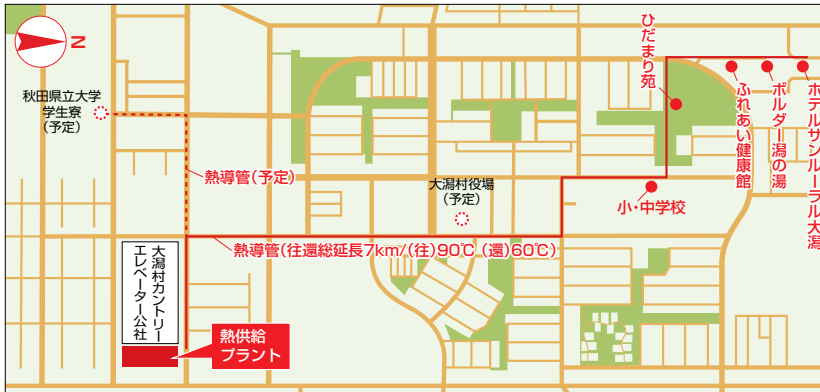 N
秋田県立大学
学生寮
(予定)
熱導管(予定)
大潟村役場
(予定)
ひだまり苑
ふれあい健康館
ポルダー潟の湯
ホテルサンルーラル大潟
小・中学校
熱導管(往還総延長7km/(往)90℃ (還)60℃)
大潟村カントリー
エレベーター公社
熱供給
プラント